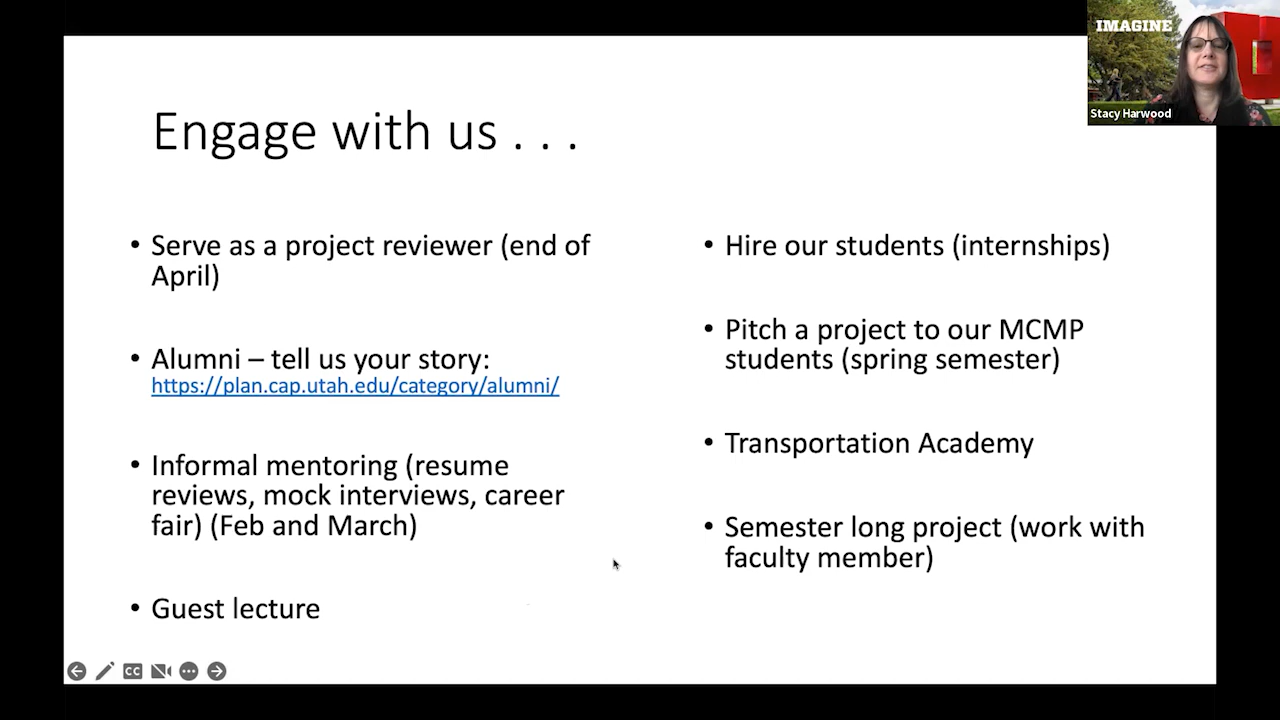 IMAGINE
Stacy Harwood
Engage with us . . .
• Serve as a project reviewer (end of
April)
• Alumni – tell us your story:
https://plan.cap.utah.edu/category/alumni/
• Informal mentoring (resume
reviews, mock interviews, career
fair) (Feb and March)
• Guest lecture
• Hire our students (internships)
• Pitch a project to our MCMP
students (spring semester)
• Transportation Academy
• Semester long project (work with
faculty member)
CC